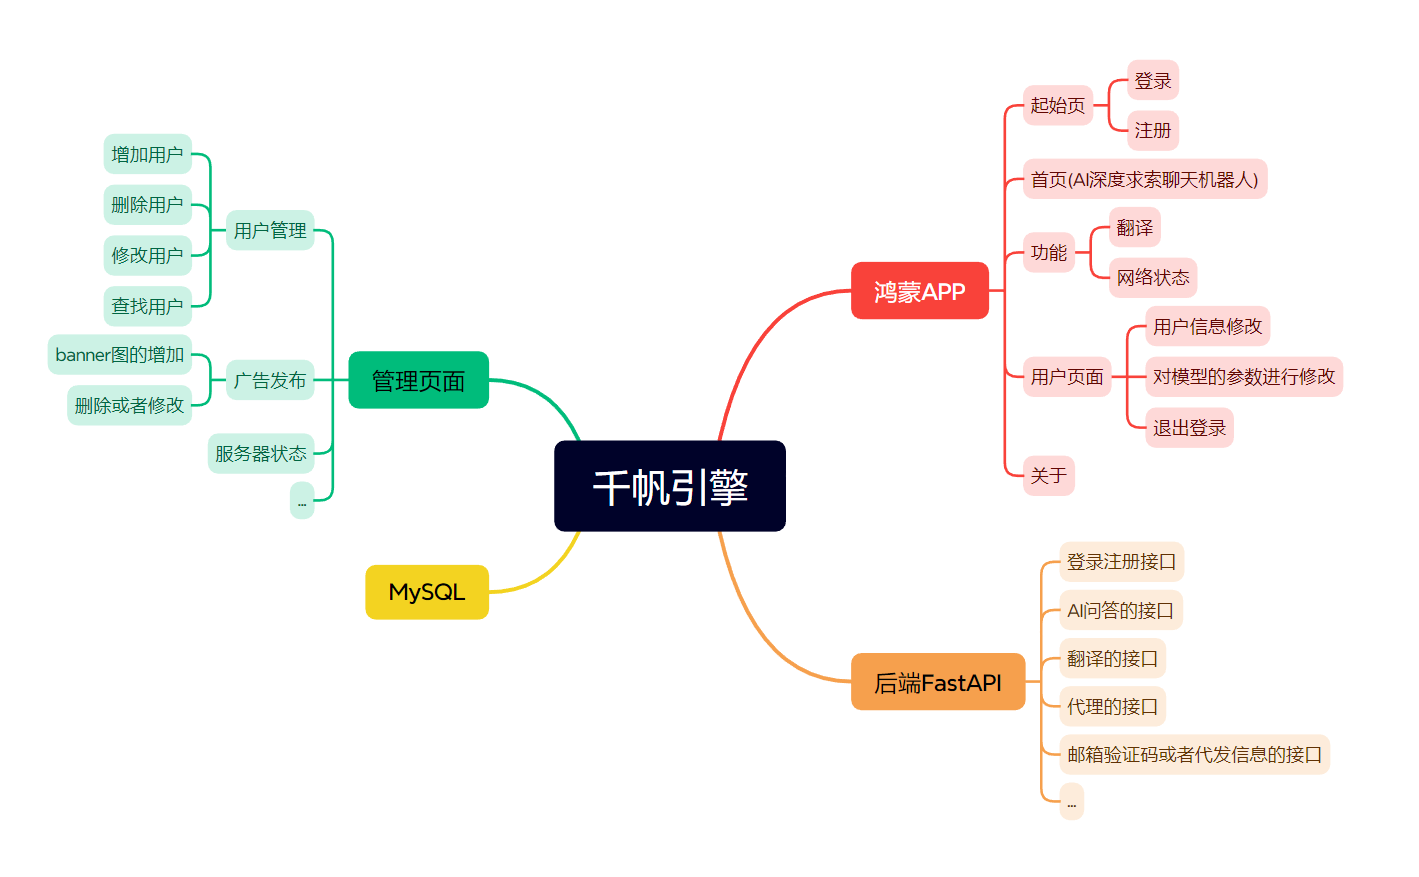 千帆引擎
鸿蒙APP
起始页
登录
注册
首页(AI深度求索聊天机器人)
功能
翻译
网络状态
用户页面
用户信息修改
对模型的参数进行修改
退出登录
关于
后端FastAPI
登录注册接口
AI问答的接口
翻译的接口
代理的接口
邮箱验证码或者代发信息的接口
...
管理页面
用户管理
增加用户
删除用户
修改用户
查找用户
广告发布
banner图的增加
删除或者修改
服务器状态
...
MySQL